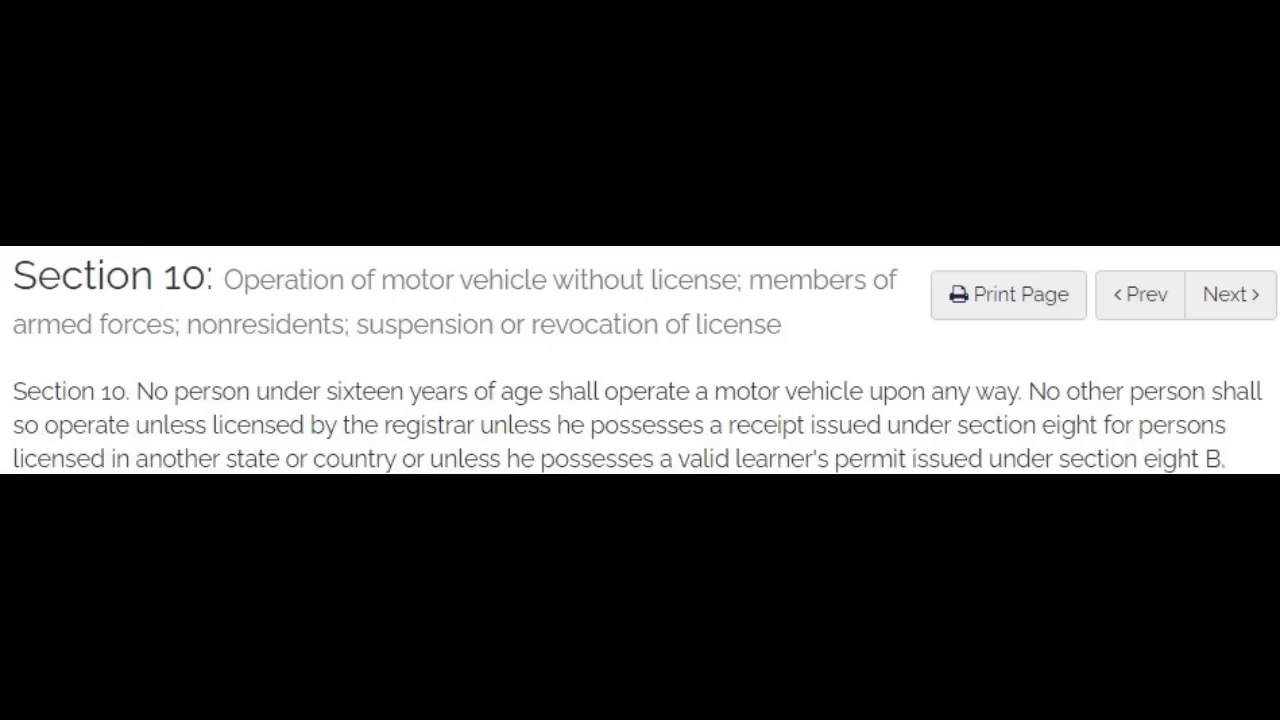 Section 10: Operation of motor vehicle without license; members of
armed forces; nonresidents; suspension or revocation of license
Print Page
‹ Prev
Next ›
Section 10. No person under sixteen years of age shall operate a motor vehicle upon any way. No other person shall
so operate unless licensed by the registrar unless he possesses a receipt issued under section eight for persons
licensed in another state or country or unless he possesses a valid learner's permit issued under section eight B,